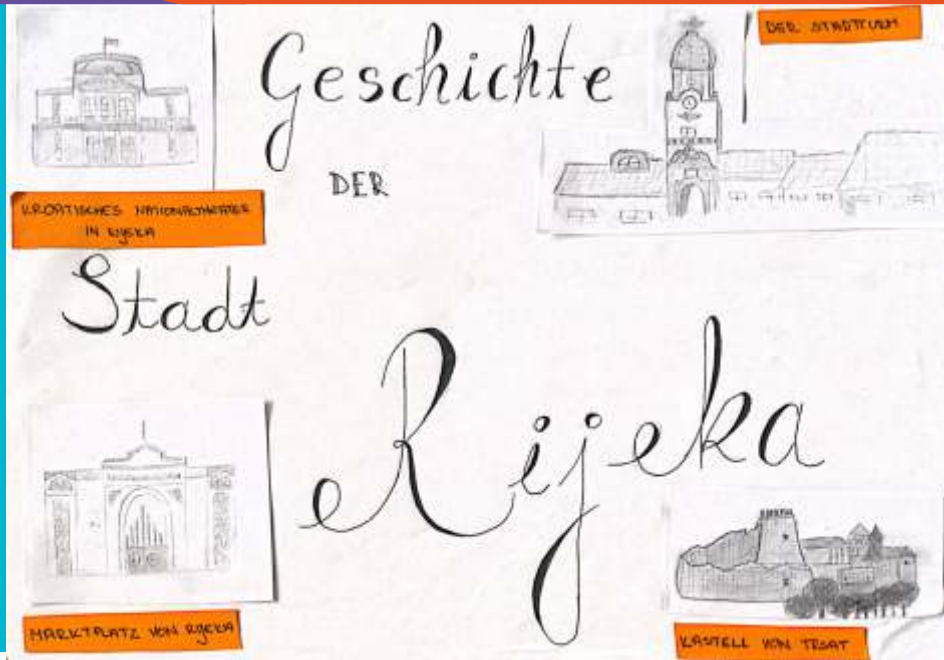 Geschichte
DER
Stadt
Rijeka
DER STADTTURM
KROATISCHES NATIONALTHEATER
IN RIJEKA
MARKTPLATZ VON RIJEKA
KASTELL VON TRSAT